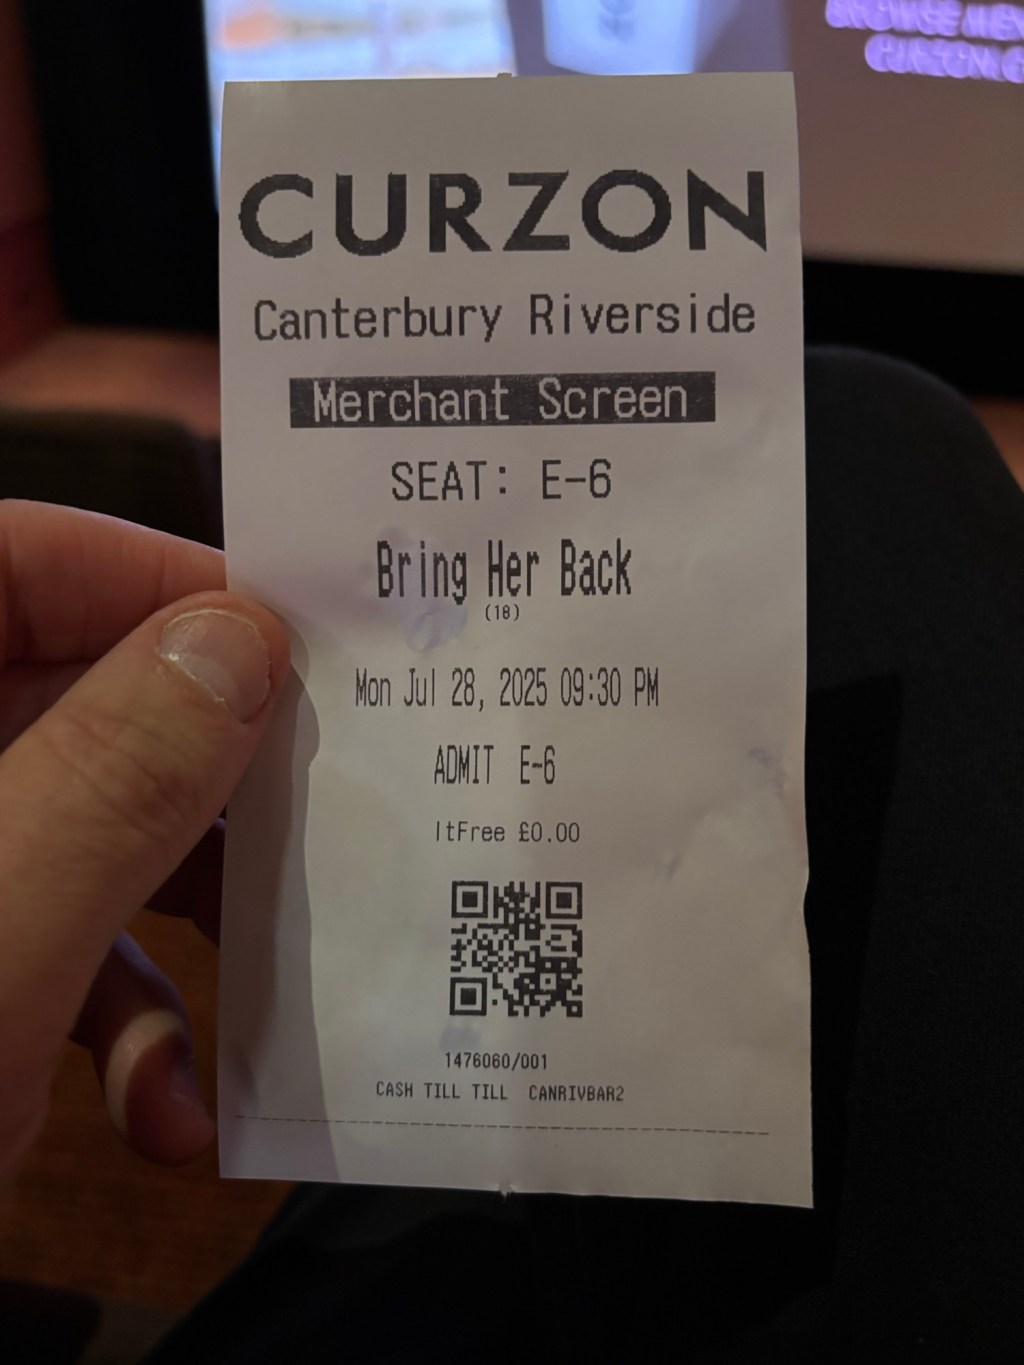 CURZON
Canterbury Riverside
Merchant Screen
SEAT: E-6
Bring Her Back
(18)
Mon Jul 28, 2025 09:30 PM
ADMIT E-6
ItFree £0.00
1476060/001
CASH TILL TILL CANRIVBAR2